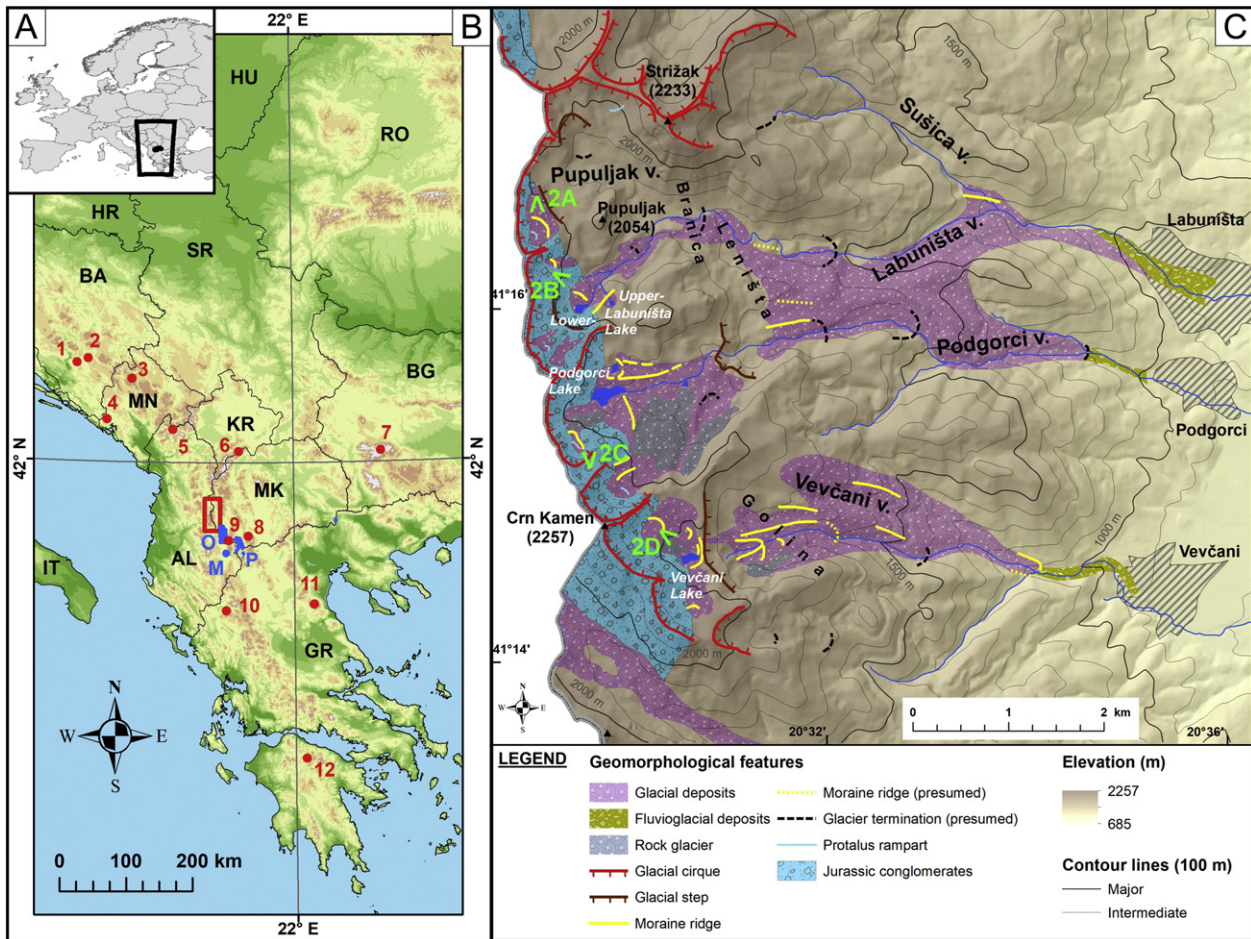 A
B
22° E
HU
RO
HR
SR
BA
1
2
3
MN
KR
BG
4
5
6
7
42° N
42° N
MK
9
8
O
P
M
AL
IT
10
11
GR
N
W
E
S
12
0 100 200 km
22° E
C
2000 m
1500 m
Strižak
(2233)
Sušica v.
2000 m
Pupuljak v.
2A
Branica
Pupuljak
(2054)
Leništa
Labuništa v.
Labuništa
41°16'
2B
Upper-
Labuništa
Lake
Lower-
Podgorci v.
Podgorci
Lake
Podgorci
2C
Vevčani v.
Crn Kamen
(2257)
Golina
1000 m
2D
Vevčani
Lake
Vevčani
1500 m
41°14'
2000 m
2000 m
N
W
E
S
0 1 2 km
20°32'
20°36'
LEGEND
Geomorphological features
Glacial deposits
Fluvioglacial deposits
Rock glacier
Glacial cirque
Glacial step
Moraine ridge
Moraine ridge (presumed)
Glacier termination (presumed)
Protalus rampart
Jurassic conglomerates
Elevation (m)
2257
685
Contour lines (100 m)
Major
Intermediate